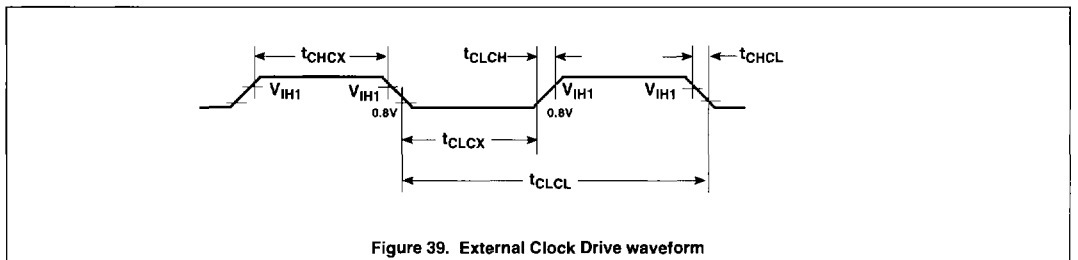 tCHCX
tCLCH
tCHCL
VIH1
VIH1
VIH1
VIH1
0.8V
0.8V
tCLCX
tCLCL
Figure 39. External Clock Drive waveform